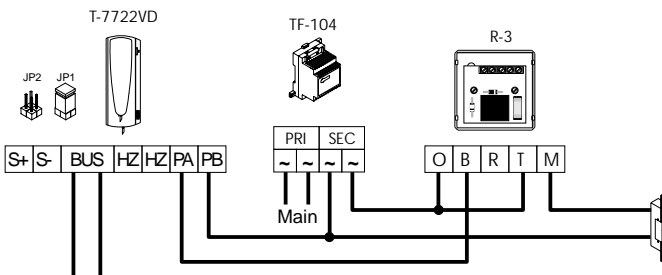 T-7722VD
TF-104
R-3
JP2 JP1
PRI SEC
S+ S- BUS HZ HZ PA PB
~ ~ ~ ~
O B R T M
Main